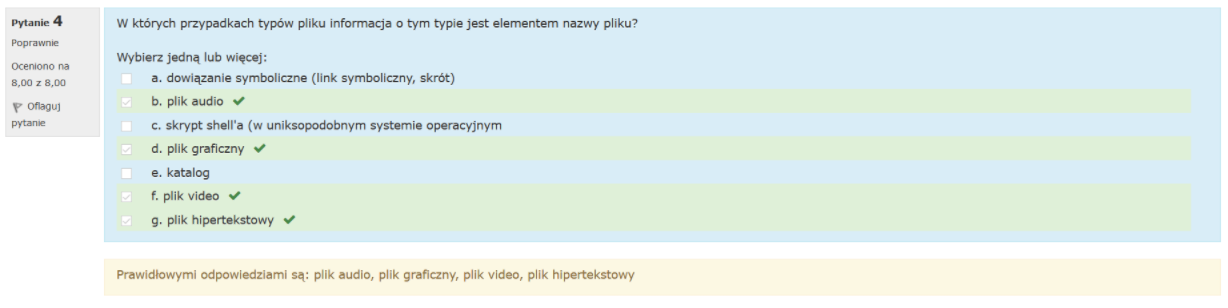 Pytanie 4
Poprawnie
Oceniono na
8,00 z 8,00
Oflaguj
pytanie
W których przypadkach typów pliku informacja o tym typie jest elementem nazwy pliku?
Wybierz jedną lub więcej:
a. dowiązanie symboliczne (link symboliczny, skrót)
b. plik audio
c. skrypt shell'a (w uniksopodobnym systemie operacyjnym
d. plik graficzny
e. katalog
f. plik video
g. plik hipertekstowy
Prawidłowymi odpowiedziami są: plik audio, plik graficzny, plik video, plik hipertekstowy